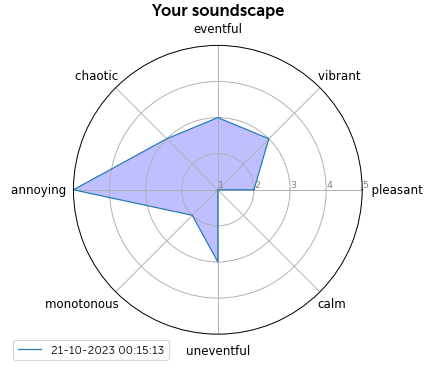 Your soundscape
eventful
chaotic
vibrant
annoying
1 2 3 4 5
pleasant
monotonous
calm
uneventful
21-10-2023 00:15:13